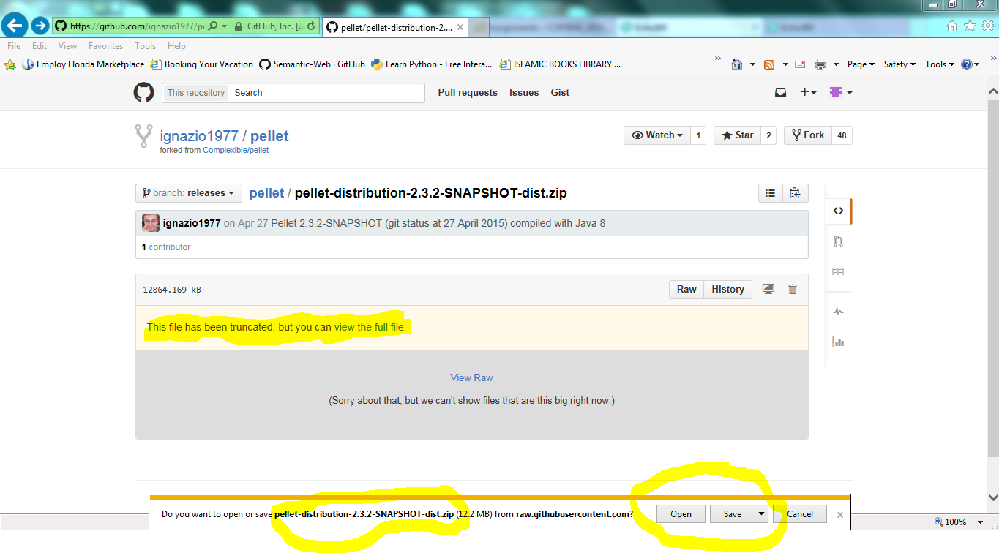 https://github.com/ignazio1977/p
GitHub, Inc. [...
pellet/pellet-distribution-2....
File Edit View Favorites Tools Help
Employ Florida Marketplace Booking Your Vacation Semantic-Web · GitHub Learn Python - Free Intera... ISLAMIC BOOKS LIBRARY ... Page Safety Tools
This repository Search Pull requests Issues Gist
ignazio1977 / pellet
forked from Complexible/pellet
Watch 1 Star 2 Fork 48
branch: releases pellet / pellet-distribution-2.3.2-SNAPSHOT-dist.zip
ignazio1977 on Apr 27 Pellet 2.3.2-SNAPSHOT (git status at 27 April 2015) compiled with Java 8
1 contributor
12864.169 kB Raw History
This file has been truncated, but you can view the full file.
View Raw
(Sorry about that, but we can't show files that are this big right now.)
Do you want to open or save pellet-distribution-2.3.2-SNAPSHOT-dist.zip (12.2 MB) from raw.githubusercontent.com? Open Save Cancel
100%